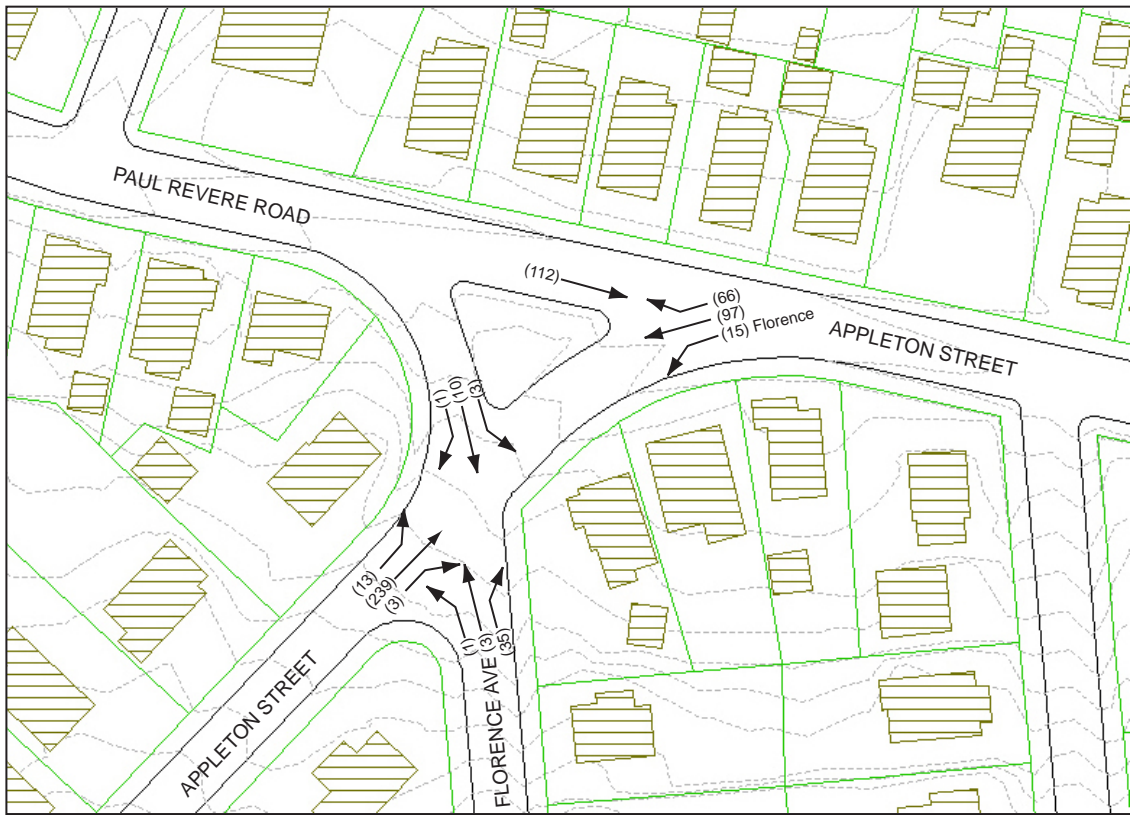 PAUL REVERE ROAD
(112)
(66)
(97)
(15) Florence
APPLETON STREET
(1)
(10)
(3)
(13)
(239)
(3)
(1)
(3)
(35)
APPLETON STREET
FLORENCE AVE